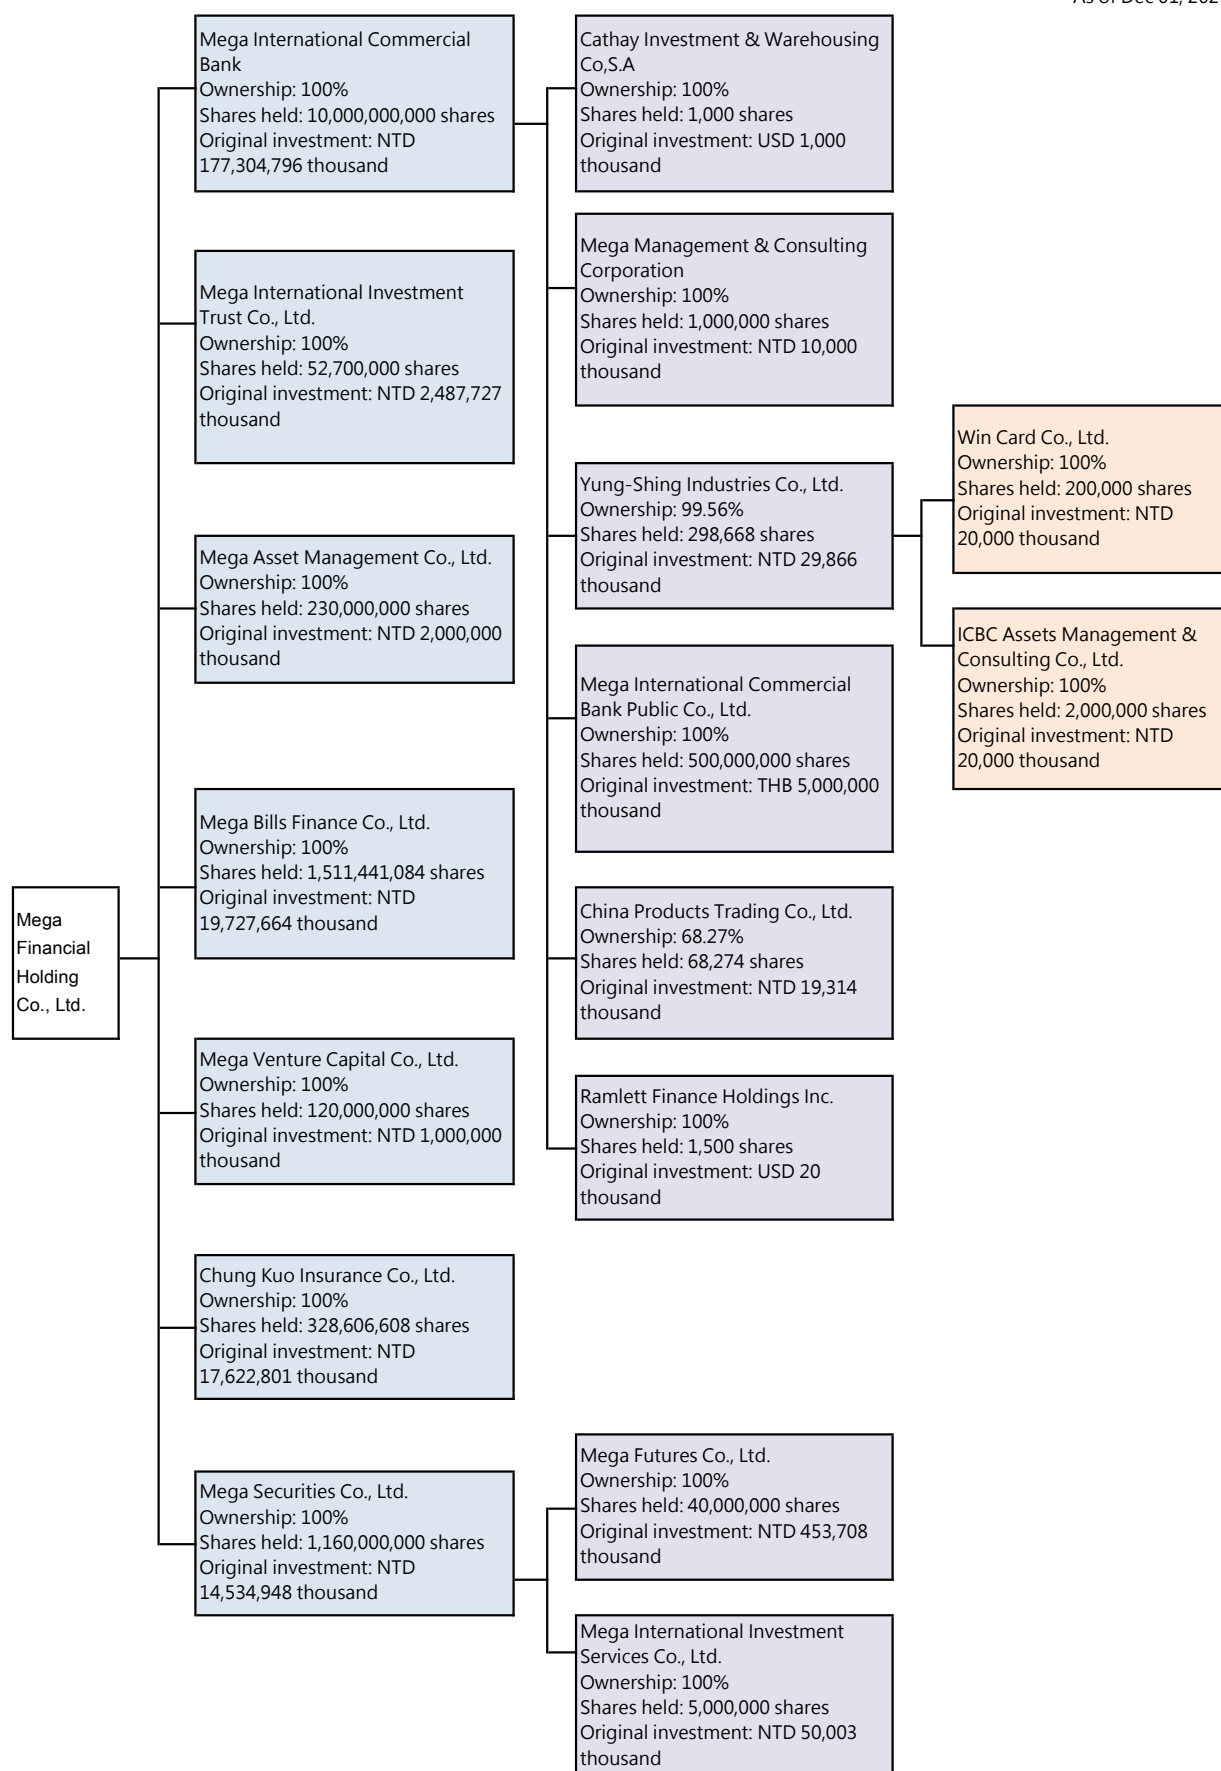 As of Dec 01, 202
Mega International Commercial
Bank
Ownership: 100%
Shares held: 10,000,000,000 shares
Original investment: NTD
177,304,796 thousand
Cathay Investment & Warehousing
Co,S.A
Ownership: 100%
Shares held: 1,000 shares
Original investment: USD 1,000
thousand
Mega Management & Consulting
Corporation
Ownership: 100%
Shares held: 1,000,000 shares
Original investment: NTD 10,000
thousand
Mega International Investment
Trust Co., Ltd.
Ownership: 100%
Shares held: 52,700,000 shares
Original investment: NTD 2,487,727
thousand
Win Card Co., Ltd.
Ownership: 100%
Shares held: 200,000 shares
Original investment: NTD
20,000 thousand
Yung-Shing Industries Co., Ltd.
Ownership: 99.56%
Shares held: 298,668 shares
Original investment: NTD 29,866
thousand
Mega Asset Management Co., Ltd.
Ownership: 100%
Shares held: 230,000,000 shares
Original investment: NTD 2,000,000
thousand
ICBC Assets Management &
Consulting Co., Ltd.
Ownership: 100%
Shares held: 2,000,000 shares
Original investment: NTD
20,000 thousand
Mega International Commercial
Bank Public Co., Ltd.
Ownership: 100%
Shares held: 500,000,000 shares
Original investment: THB 5,000,000
thousand
Mega Bills Finance Co., Ltd.
Ownership: 100%
Shares held: 1,511,441,084 shares
Original investment: NTD
19,727,664 thousand
Mega
Financial
Holding
Co., Ltd.
China Products Trading Co., Ltd.
Ownership: 68.27%
Shares held: 68,274 shares
Original investment: NTD 19,314
thousand
Mega Venture Capital Co., Ltd.
Ownership: 100%
Shares held: 120,000,000 shares
Original investment: NTD 1,000,000
thousand
Ramlett Finance Holdings Inc.
Ownership: 100%
Shares held: 1,500 shares
Original investment: USD 20
thousand
Chung Kuo Insurance Co., Ltd.
Ownership: 100%
Shares held: 328,606,608 shares
Original investment: NTD
17,622,801 thousand
Mega Securities Co., Ltd.
Ownership: 100%
Shares held: 1,160,000,000 shares
Original investment: NTD
14,534,948 thousand
Mega Futures Co., Ltd.
Ownership: 100%
Shares held: 40,000,000 shares
Original investment: NTD 453,708
thousand
Mega International Investment
Services Co., Ltd.
Ownership: 100%
Shares held: 5,000,000 shares
Original investment: NTD 50,003
thousand